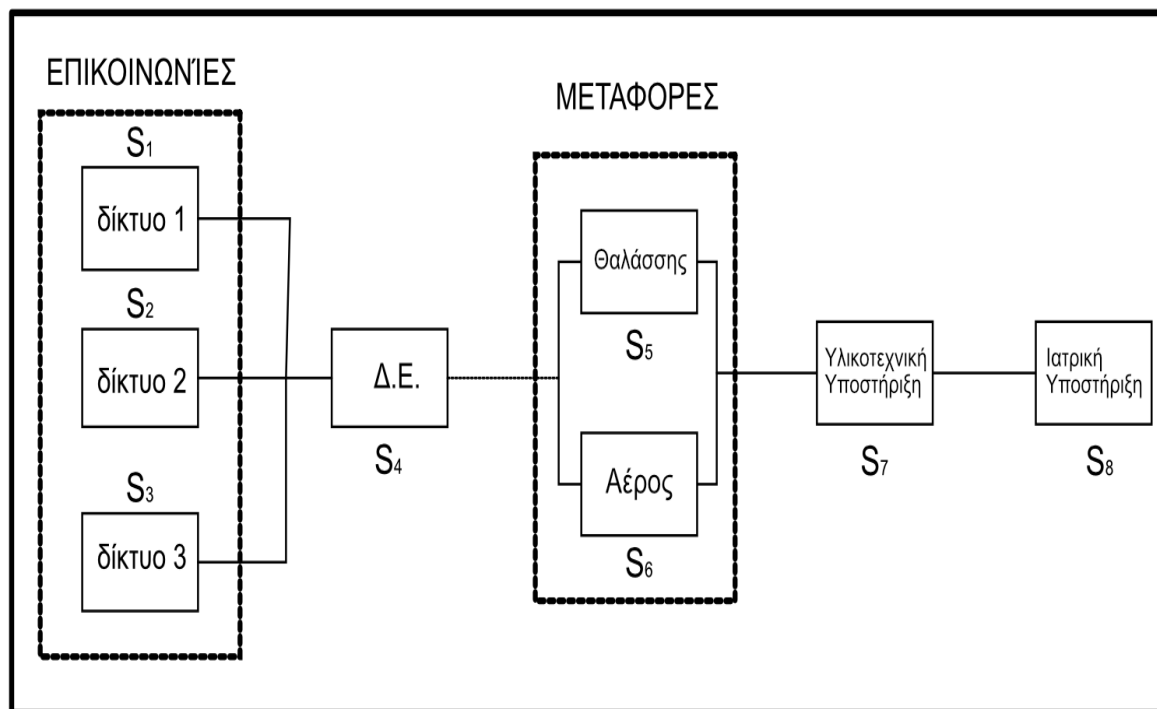 ΕΠΙΚΟΙΝΩΝΊΕΣ
S1
δίκτυο 1
S2
δίκτυο 2
S3
δίκτυο 3
Δ.Ε.
S4
ΜΕΤΑΦΟΡΕΣ
Θαλάσσης
S5
Αέρος
S6
Υλικοτεχνική
Υποστήριξη
S7
Ιατρική
Υποστήριξη
S8